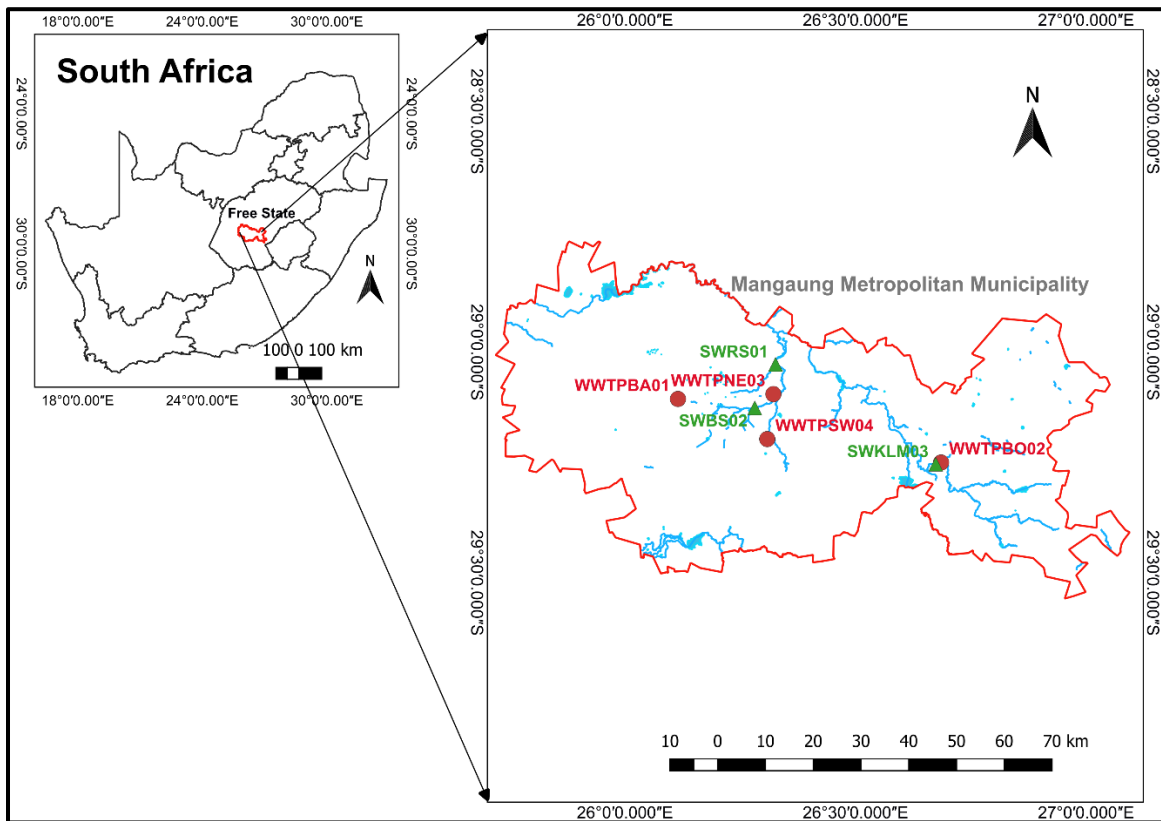 18°0'0.00"E 24°0'0.00"E 30°0'0.00"E
26°0'0.000"E 26°30'0.000"E 27°0'0.000"E
South Africa
24°0'0.00"S 24°0'0.00"S
28°30'0.000"S 28°30'0.000"S
N
Free State
30°0'0.00"S 30°0'0.00"S
N
Mangaung Metropolitan Municipality
29°0'0.000"S 29°0'0.000"S
100 0 100 km
SWRS01
WWTPBA01 WWTPNE03
18°0'0.00"E 24°0'0.00"E 30°0'0.00"E
SWBS02
WWTPSW04
SWKLM03 WWTPBO02
29°30'0.000"S 29°30'0.000"S
10 0 10 20 30 40 50 60 70 km
26°0'0.000"E 26°30'0.000"E 27°0'0.000"E